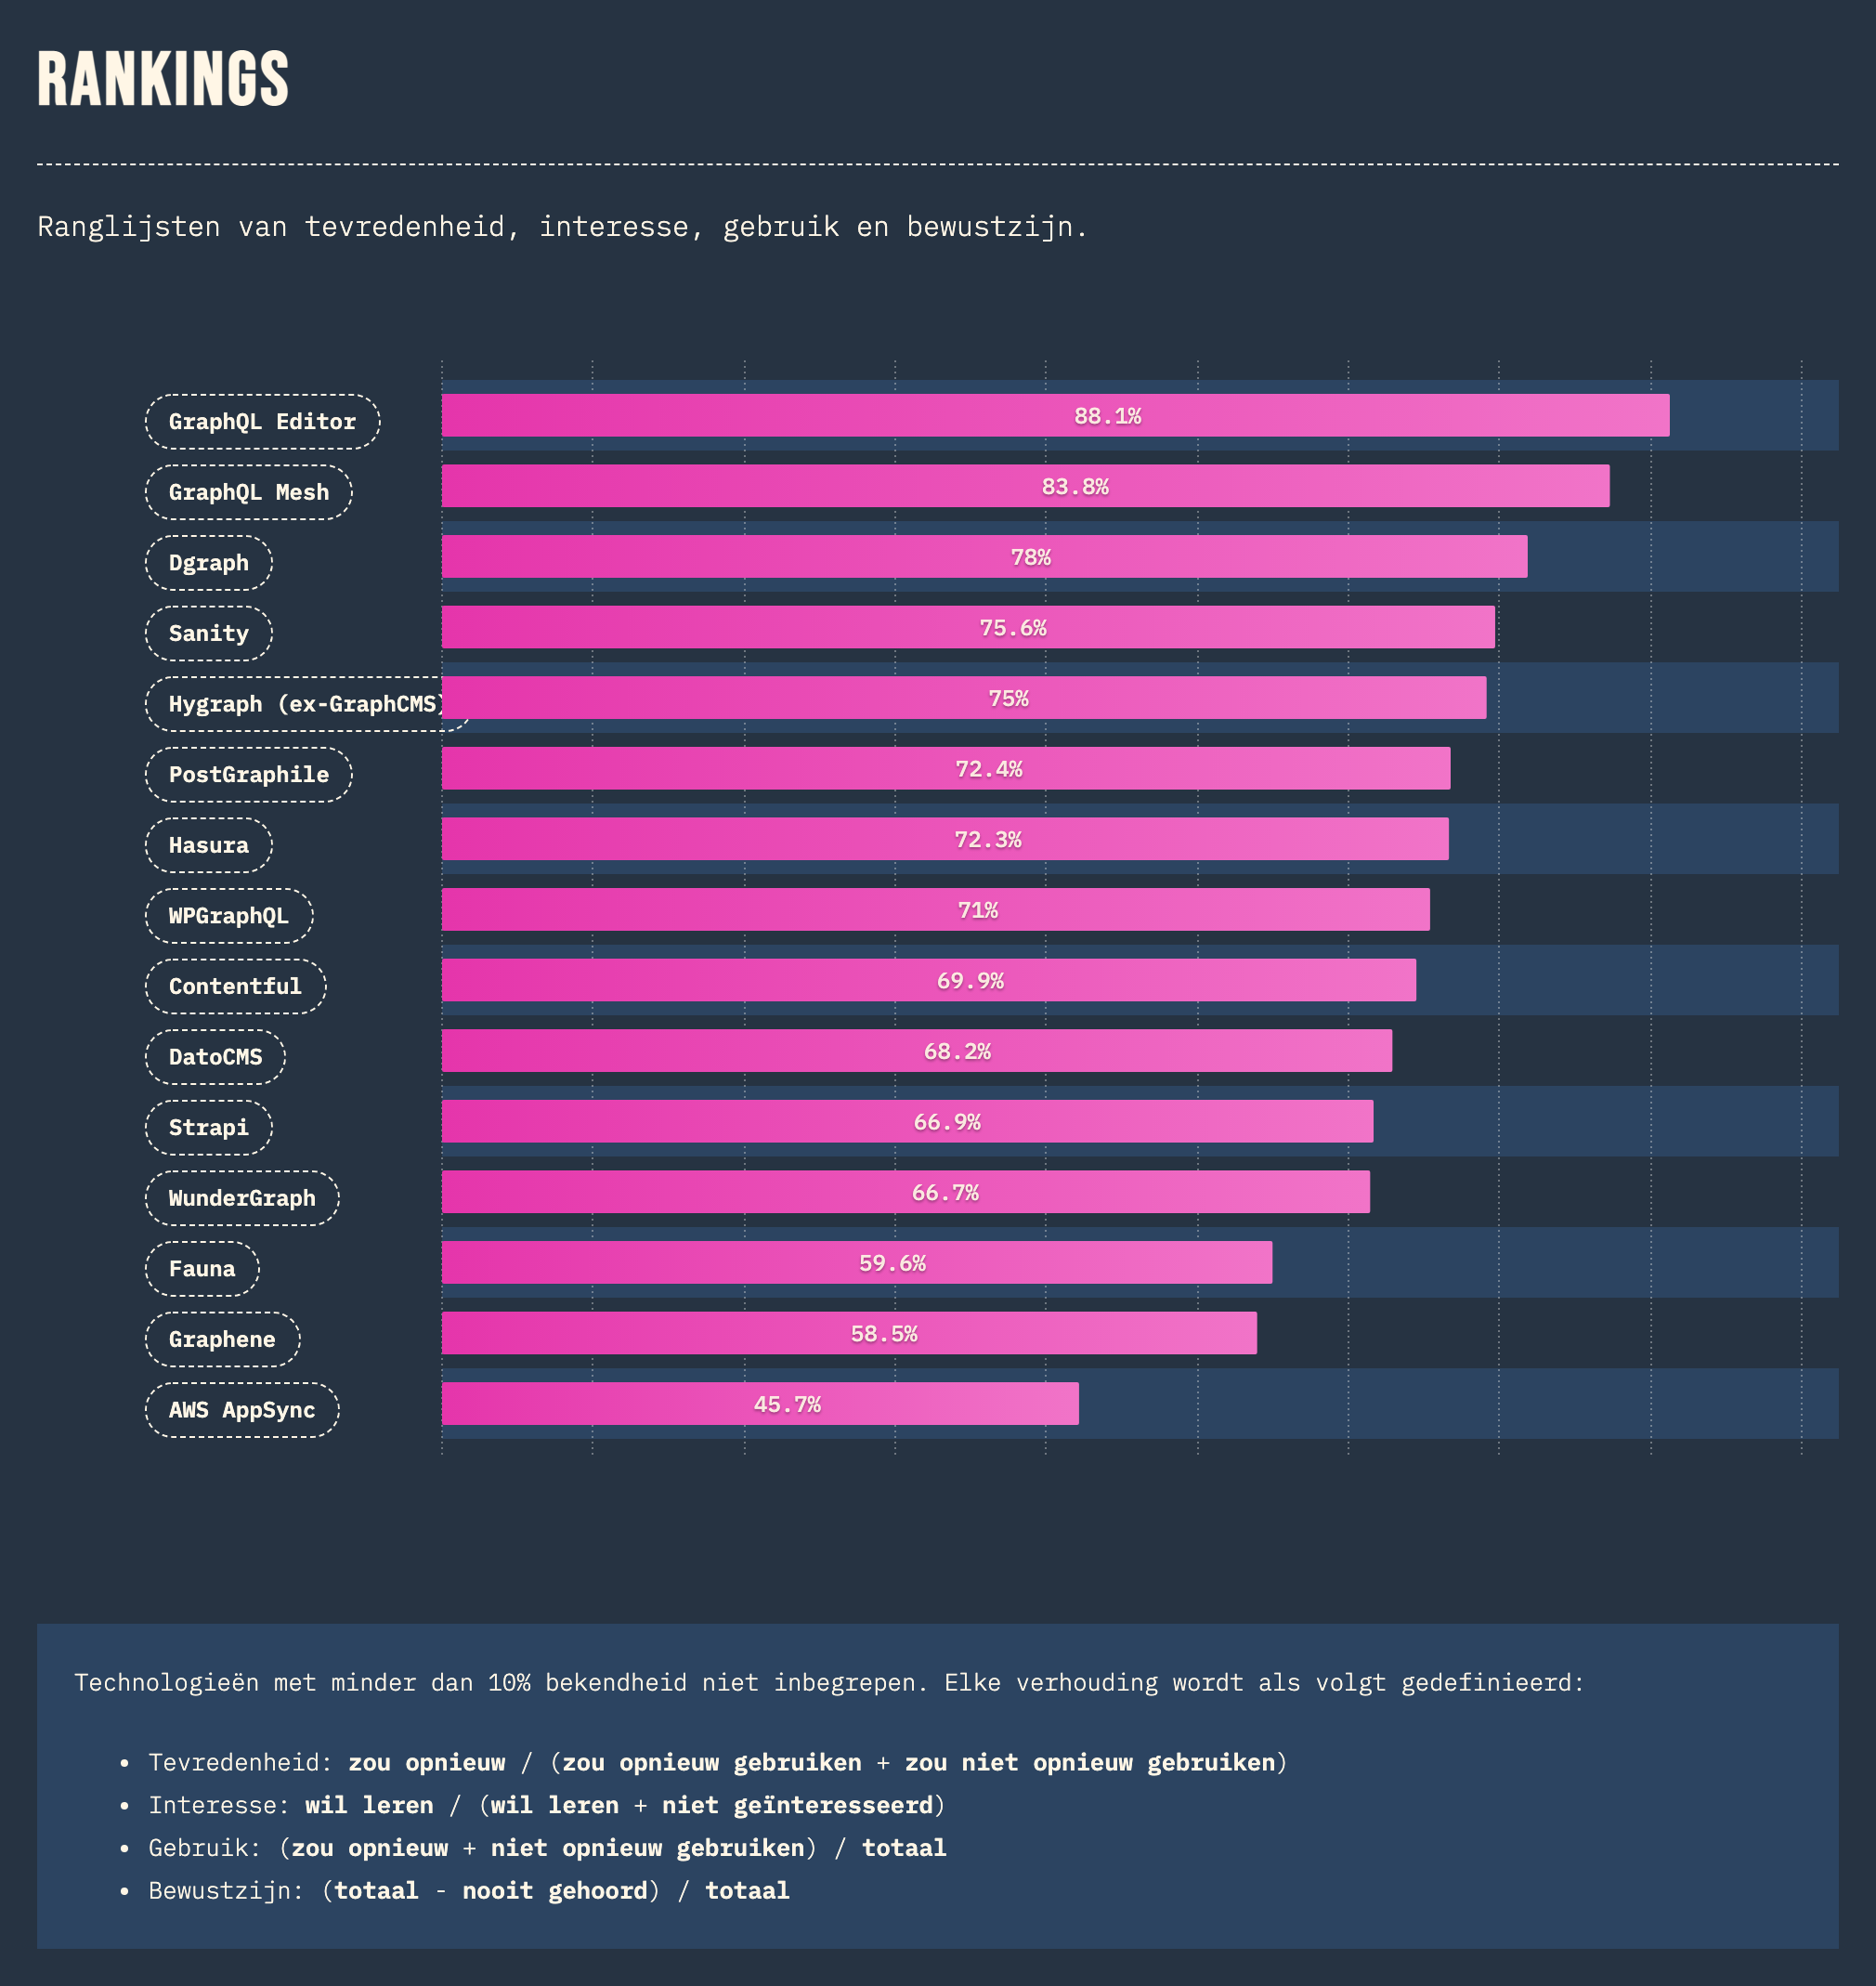 RANKINGS
Ranglijsten van tevredenheid, interesse, gebruik en bewustzijn.
GraphQL Editor 88.1%
GraphQL Mesh 83.8%
Dgraph 78%
Sanity 75.6%
Hygraph (ex-GraphCMS) 75%
PostGraphile 72.4%
Hasura 72.3%
WPGraphQL 71%
Contentful 69.9%
DatoCMS 68.2%
Strapi 66.9%
WunderGraph 66.7%
Fauna 59.6%
Graphene 58.5%
AWS AppSync 45.7%
Technologieën met minder dan 10% bekendheid niet inbegrepen. Elke verhouding wordt als volgt gedefinieerd:
• Tevredenheid: zou opnieuw / (zou opnieuw gebruiken + zou niet opnieuw gebruiken)
• Interesse: wil leren / (wil leren + niet geïnteresseerd)
• Gebruik: (zou opnieuw + niet opnieuw gebruiken) / totaal
• Bewustzijn: (totaal - nooit gehoord) / totaal